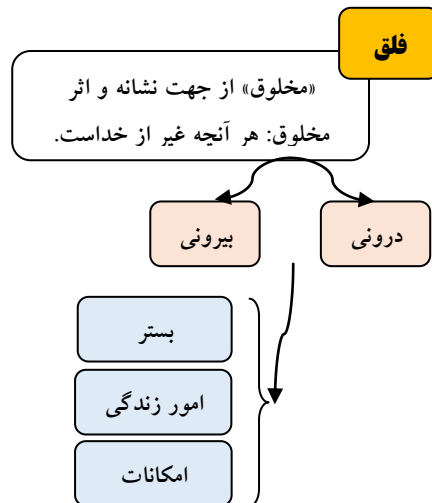 فلق
«مخلوق» از جهت نشانه و اثر
مخلوق: هر آنچه غیر از خداست.
درونی
بیرونی
بستر
امور زندگی
امکانات